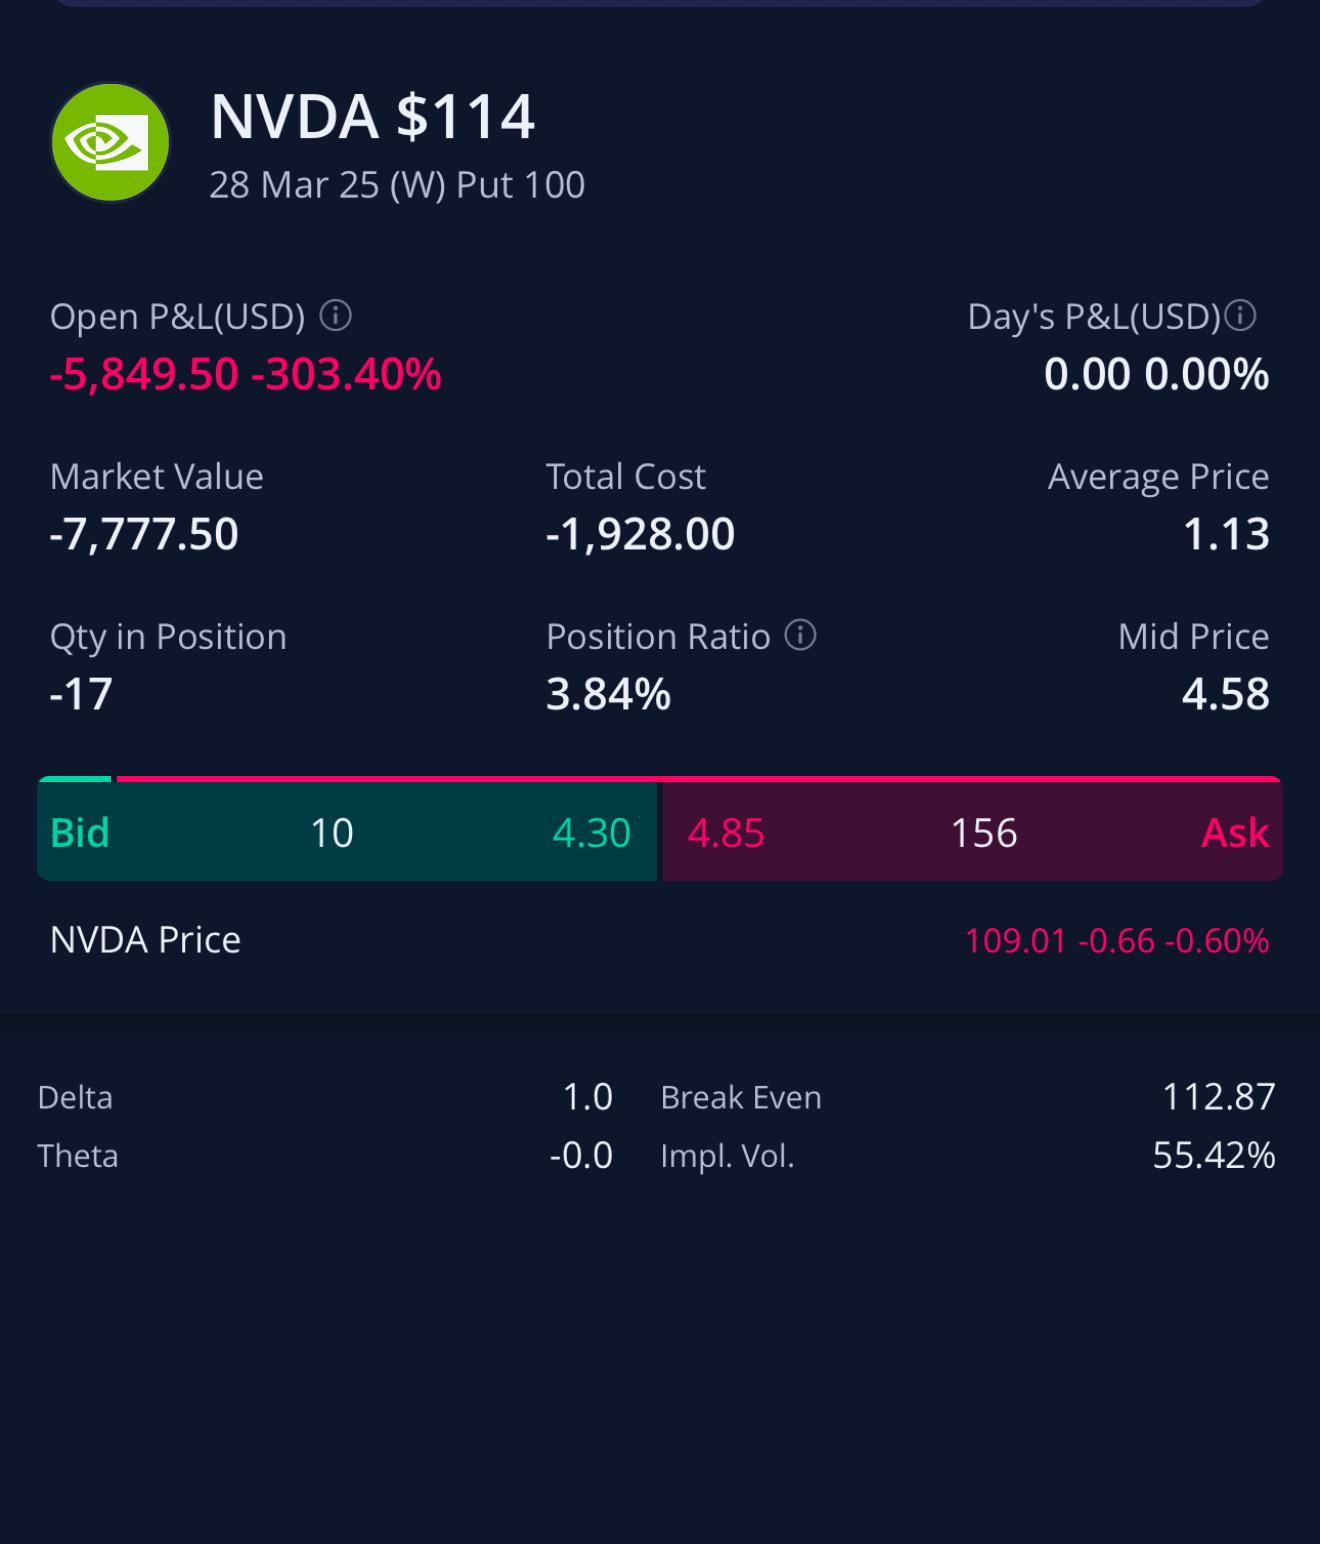 NVDA $114
28 Mar 25 (W) Put 100
Open P&L(USD) Day's P&L(USD)
-5,849.50 -303.40% 0.00 0.00%
Market Value Total Cost Average Price
-7,777.50 -1,928.00 1.13
Qty in Position Position Ratio Mid Price
-17 3.84% 4.58
Bid 10 4.30 4.85 156 Ask
NVDA Price 109.01 -0.66 -0.60%
Delta 1.0 Break Even 112.87
Theta -0.0 Impl. Vol. 55.42%